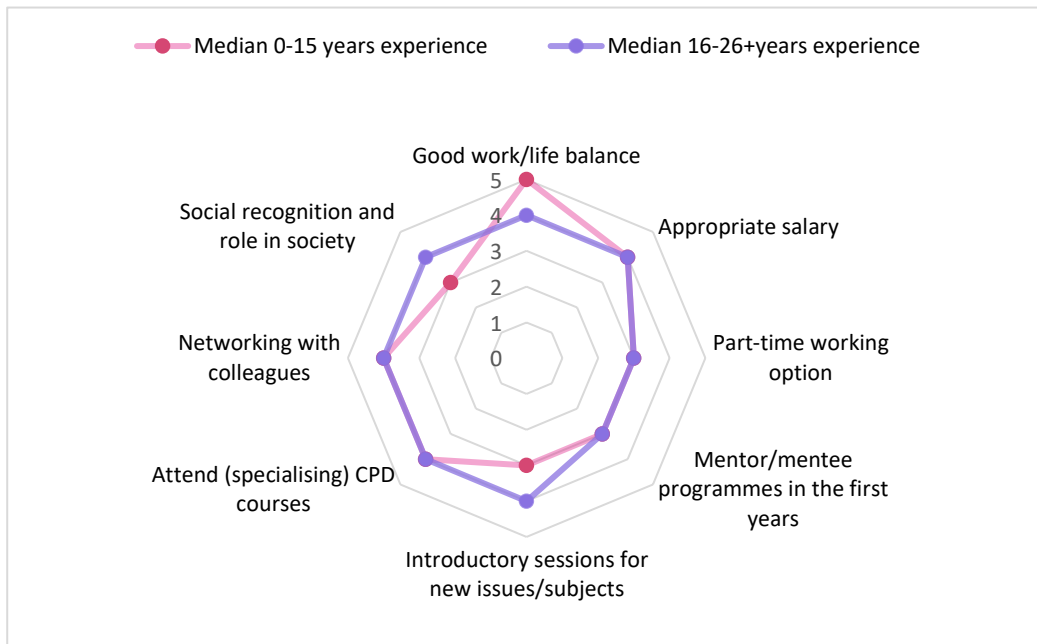 Median 0-15 years experience
Median 16-26+years experience
Good work/life balance
Social recognition and
role in society
Appropriate salary
5
4
3
2
1
0
Networking with
colleagues
Part-time working
option
Attend (specialising) CPD
courses
Mentor/mentee
programmes in the first
years
Introductory sessions for
new issues/subjects